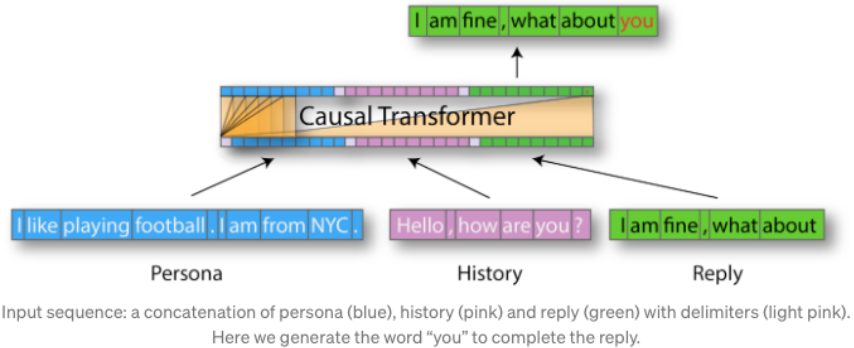 I am fine , what about you
Causal Transformer
I like playing football . I am from NYC .
Hello , how are you ?
I am fine , what about
Persona
History
Reply
Input sequence: a concatenation of persona (blue), history (pink) and reply (green) with delimiters (light pink).
Here we generate the word “you” to complete the reply.